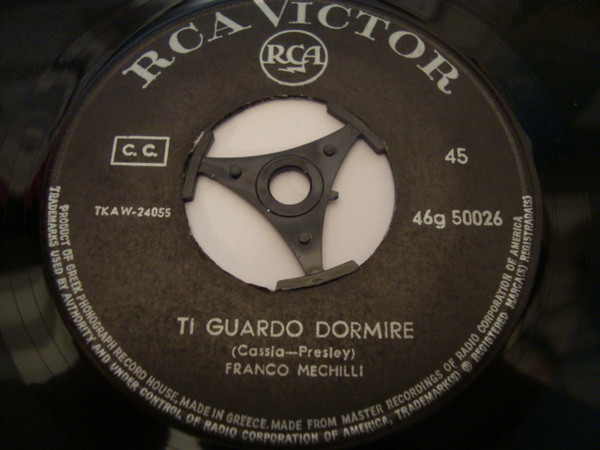 RCA VICTOR
RCA
C. C.
45
TKAW-24055
46g 50026
TI GUARDO DORMIRE
(Cassia—Presley)
FRANCO MECHILLI
PRODUCT OF GREEK PHONOGRAPH RECORD HOUSE, MADE IN GREECE. MADE FROM MASTER RECORDINGS OF RADIO CORPORATION OF AMERICA
TRADEMARKS USED BY AUTHORITY AND UNDER CONTROL OF RADIO CORPORATION OF AMERICA, TRADEMARK(S) ® REGISTERED. MARCA(S) REGISTRADA(S)